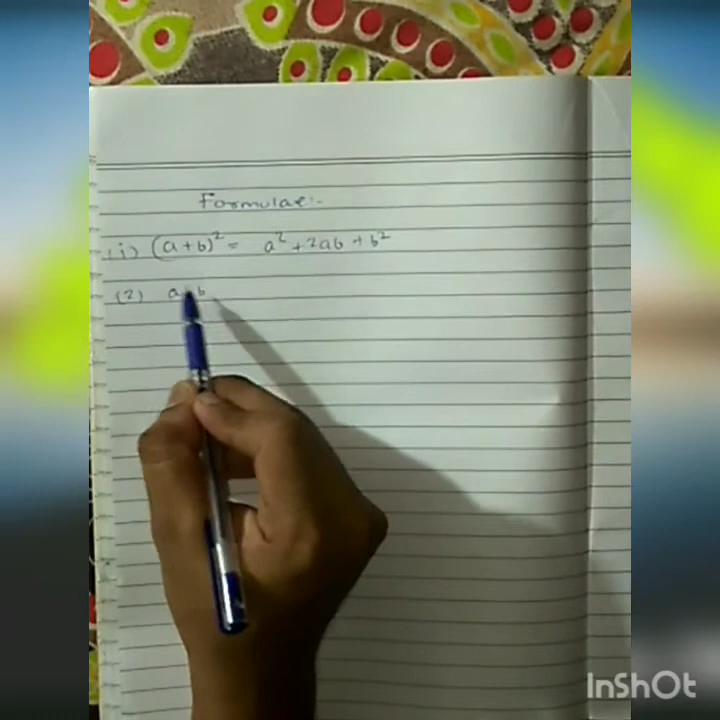 Formulae:-
(i) (a+b)² = a² + 2ab + b²
(2) a b
InShOt